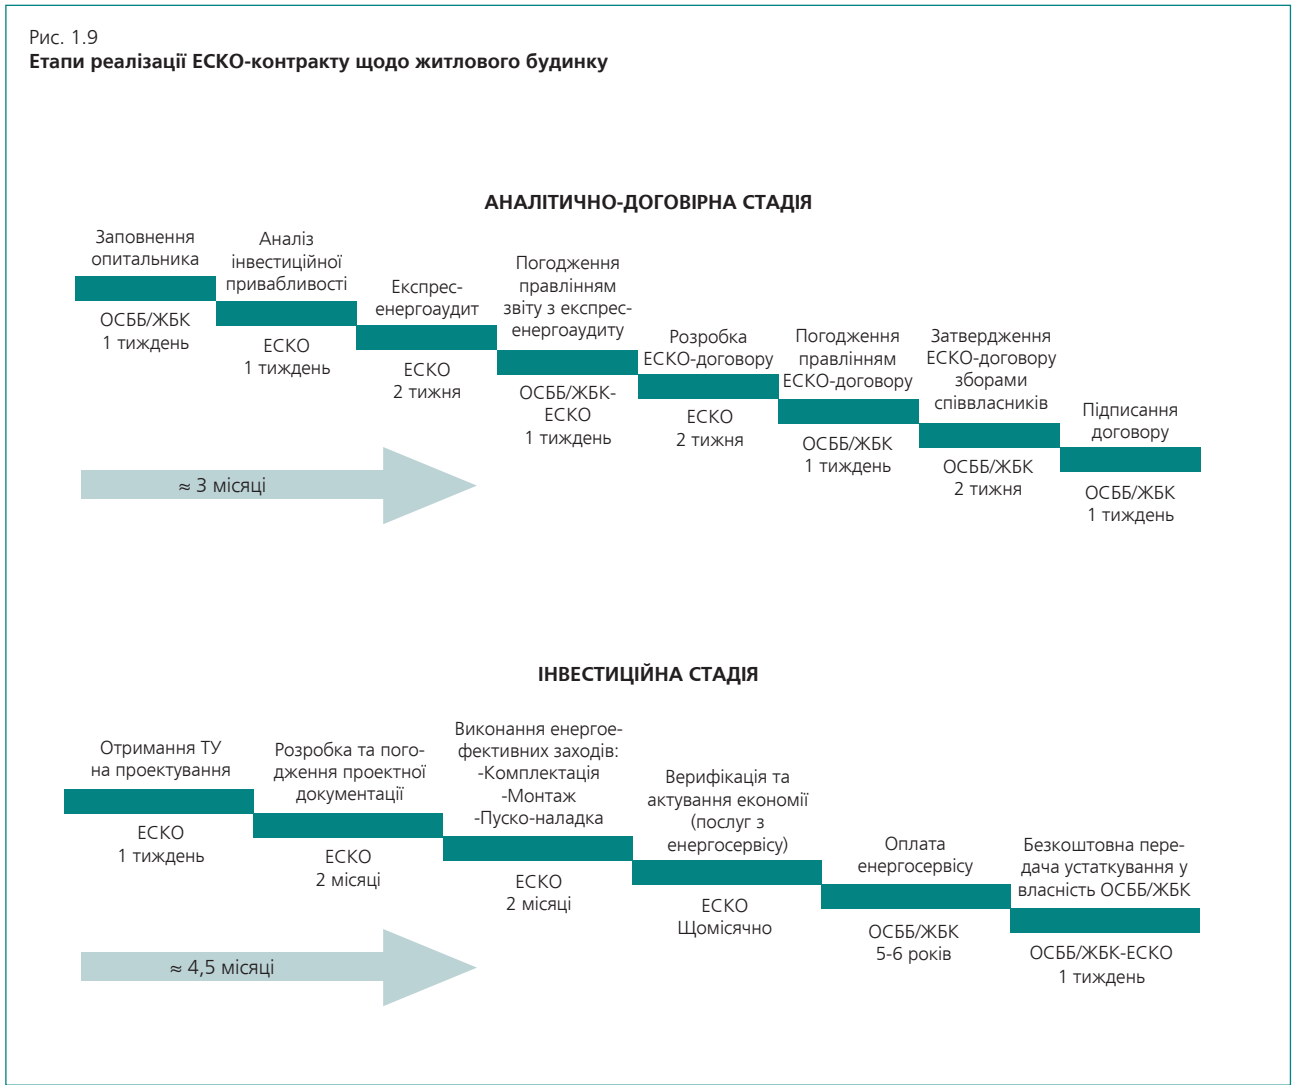 Рис. 1.9
Етапи реалізації ЕСКО-контракту щодо житлового будинку
АНАЛІТИЧНО-ДОГОВІРНА СТАДІЯ
Заповнення
опитальника
ОСББ/ЖБК
1 тиждень
Аналіз
інвестиційної
привабливості
ЕСКО
1 тиждень
Експрес-
енергоаудит
ЕСКО
2 тижня
Погодження
правлінням
звіту з експрес-
енергоаудиту
ОСББ/ЖБК-
ЕСКО
1 тиждень
Розробка
ЕСКО-договору
ЕСКО
2 тижня
Погодження
правлінням
ЕСКО-договору
ОСББ/ЖБК
1 тиждень
Затвердження
ЕСКО-договору
зборами
співвласників
ОСББ/ЖБК
2 тижня
Підписання
договору
ОСББ/ЖБК
1 тиждень
≈ 3 місяці
ІНВЕСТИЦІЙНА СТАДІЯ
Отримання ТУ
на проектування
ЕСКО
1 тиждень
Розробка та пого-
дження проектної
документації
ЕСКО
2 місяці
Виконання енергое-
фективних заходів:
-Комплектація
-Монтаж
-Пуско-наладка
ЕСКО
2 місяці
Верифікація та
актування економії
(послуг з
енергосервісу)
ЕСКО
Щомісячно
Оплата
енергосервісу
ОСББ/ЖБК
5-6 років
Безкоштовна пере-
дача устаткування у
власність ОСББ/ЖБК
ОСББ/ЖБК-ЕСКО
1 тиждень
≈ 4,5 місяці